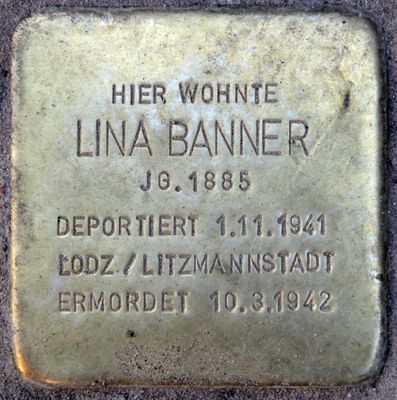 HIER WOHNTE
LINA BANNER
JG. 1885
DEPORTIERT 1.11.1941
ŁODZ / LITZMANNSTADT
ERMORDET 10.3.1942